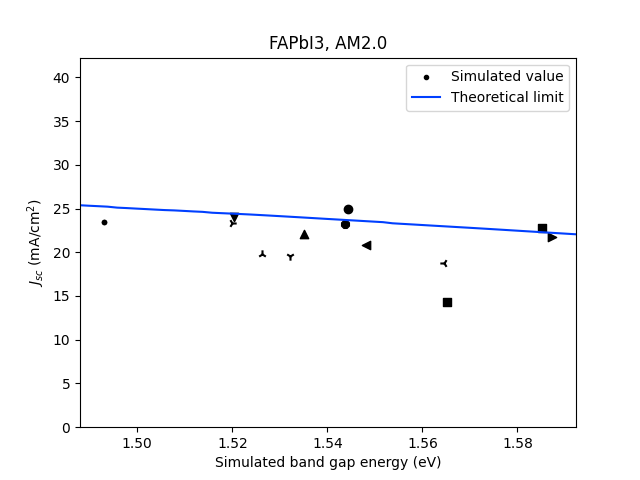 FAPbI3, AM2.0
Simulated value
Theoretical limit
40
35
30
25
20
15
10
5
0
J_sc (mA/cm²)
1.50 1.52 1.54 1.56 1.58
Simulated band gap energy (eV)